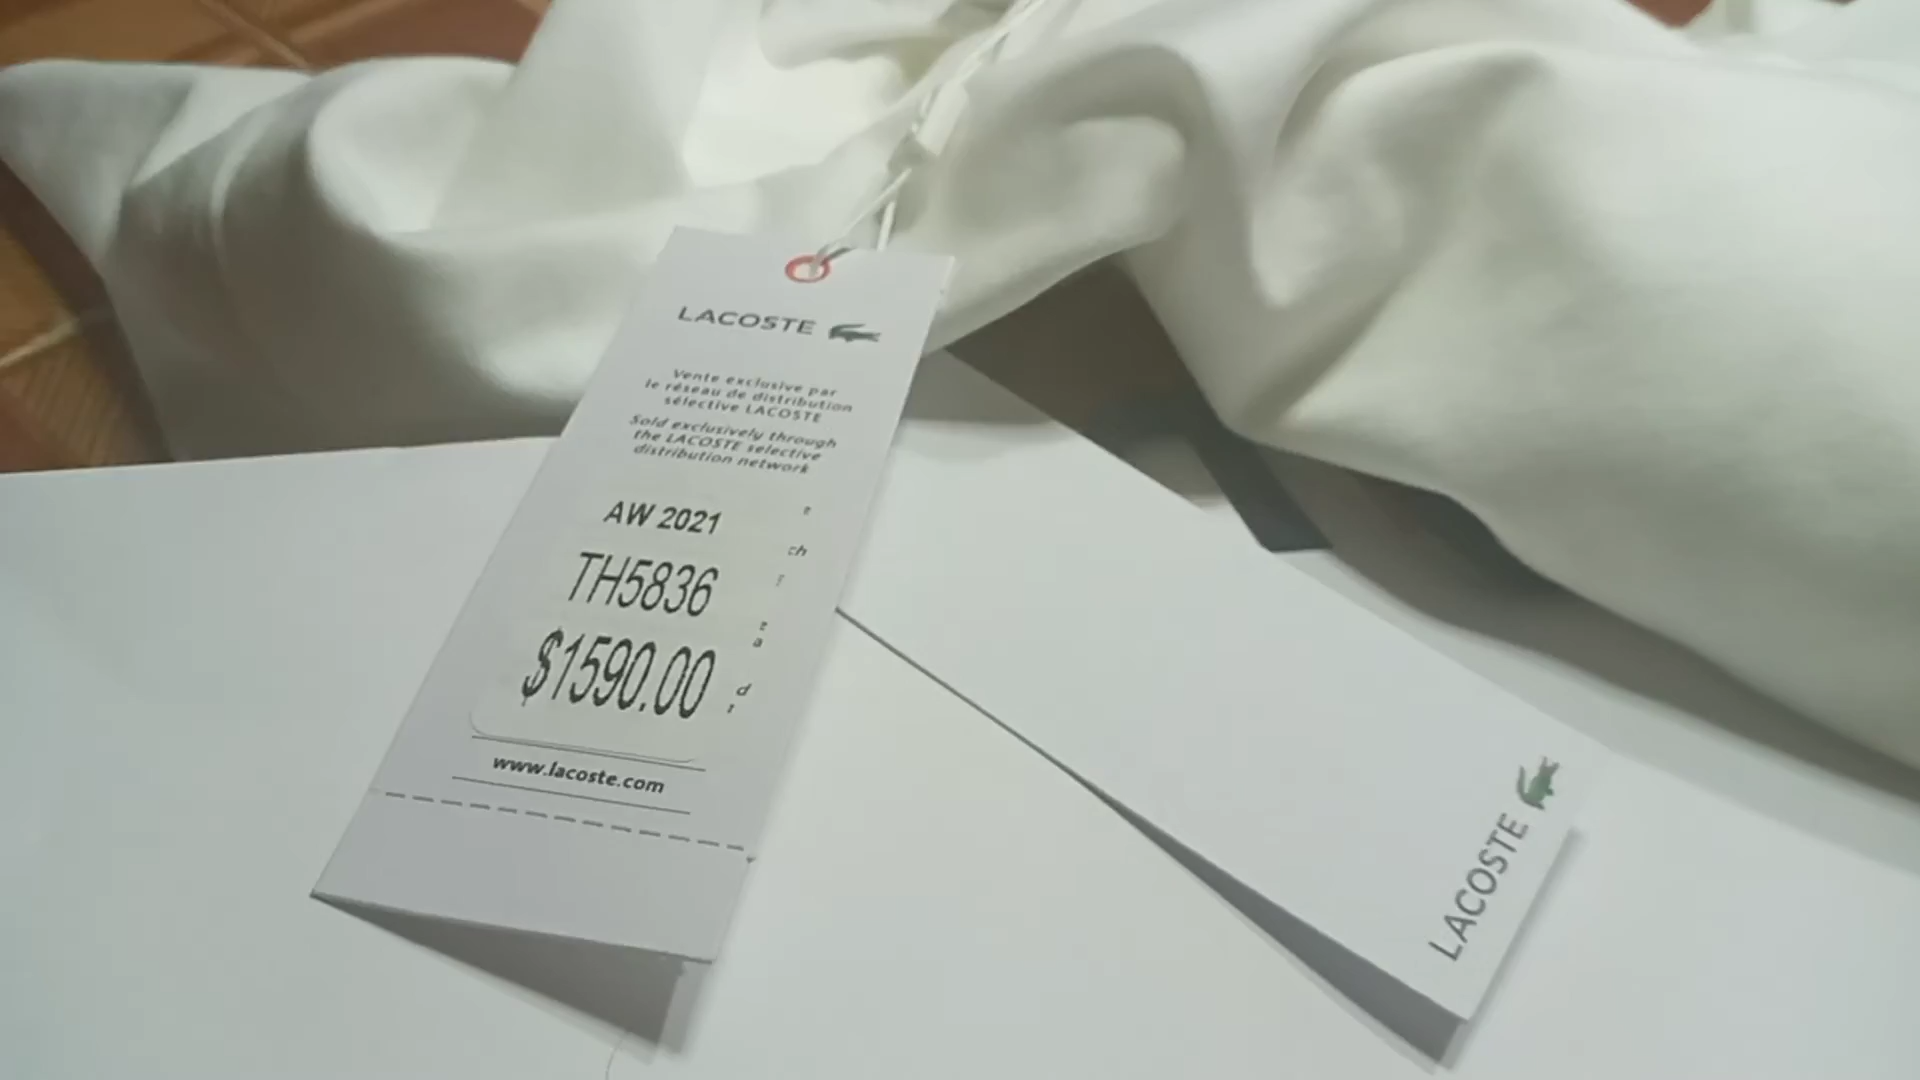 LACOSTE
Vente exclusive par
le réseau de distribution
sélective LACOSTE
Sold exclusively through
the LACOSTE selective
distribution network
AW 2021
TH5836
$1590.00
www.lacoste.com
LACOSTE